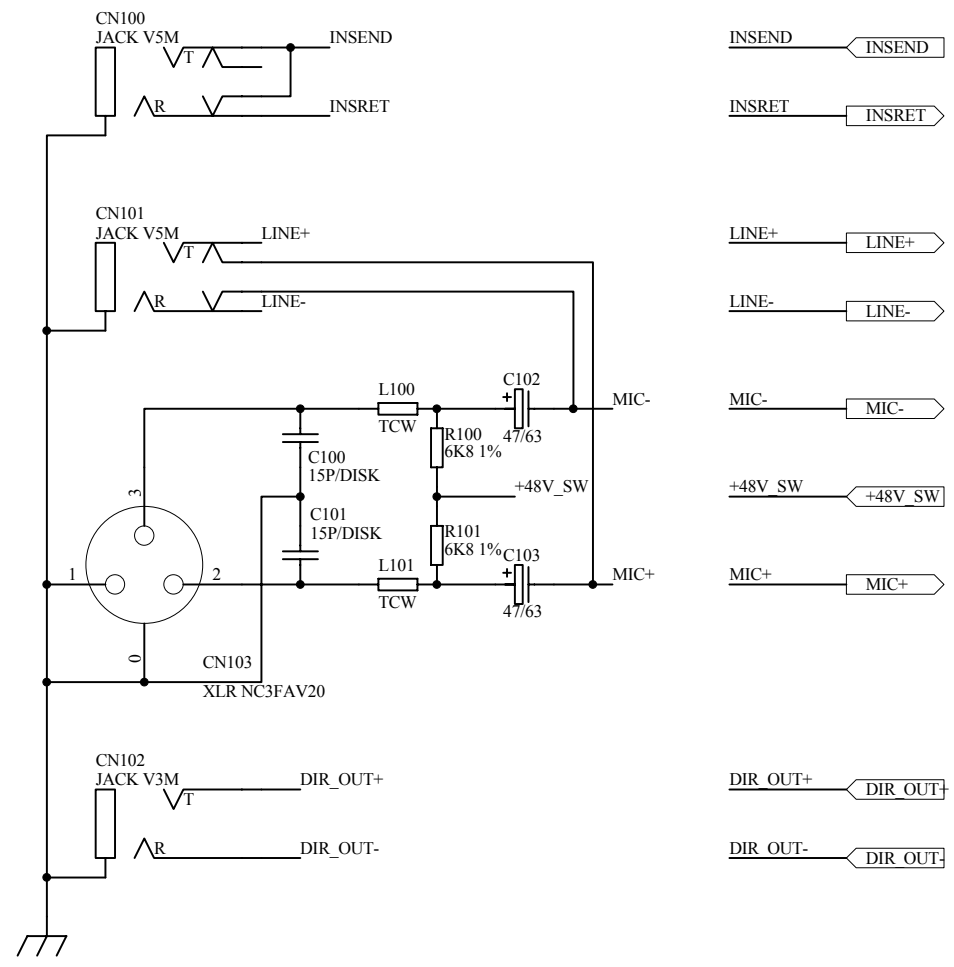 CN100
JACK V5M
T
INSEND
R
INSRET
INSEND
INSEND
INSRET
INSRET
CN101
JACK V5M
T
LINE+
R
LINE-
LINE+
LINE+
LINE-
LINE-
L100
TCW
C102
+
47/63
MIC-
MIC-
MIC-
C100
15P/DISK
R100
6K8 1%
3
+48V_SW
+48V_SW
+48V_SW
C101
15P/DISK
R101
6K8 1%
1
2
L101
TCW
C103
+
47/63
MIC+
MIC+
MIC+
0
CN103
XLR NC3FAV20
CN102
JACK V3M
T
DIR_OUT+
R
DIR_OUT-
DIR_OUT+
DIR_OUT+
DIR_OUT-
DIR_OUT-